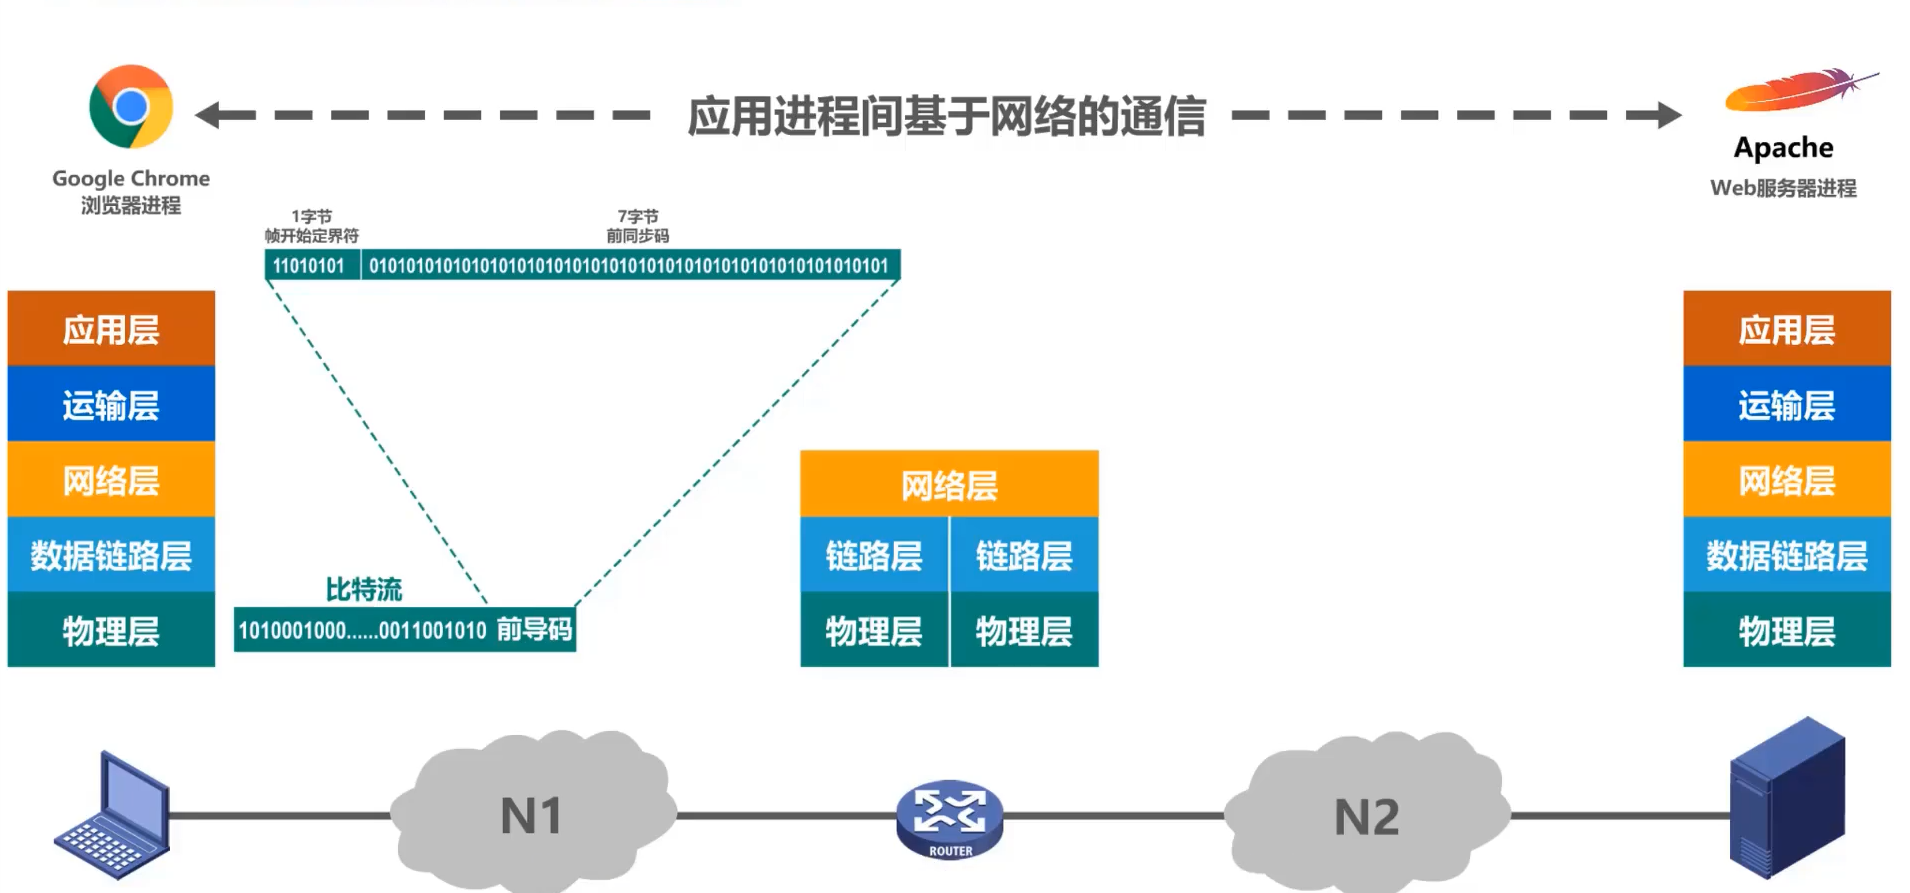 应用进程间基于网络的通信
Google Chrome
浏览器进程
Apache
Web服务器进程
1字节
帧开始定界符
7字节
前同步码
11010101
01010101010101010101010101010101010101010101010101010101
应用层
运输层
网络层
数据链路层
物理层
比特流
1010001000......0011001010 前导码
网络层
链路层 链路层
物理层 物理层
应用层
运输层
网络层
数据链路层
物理层
N1
ROUTER
N2